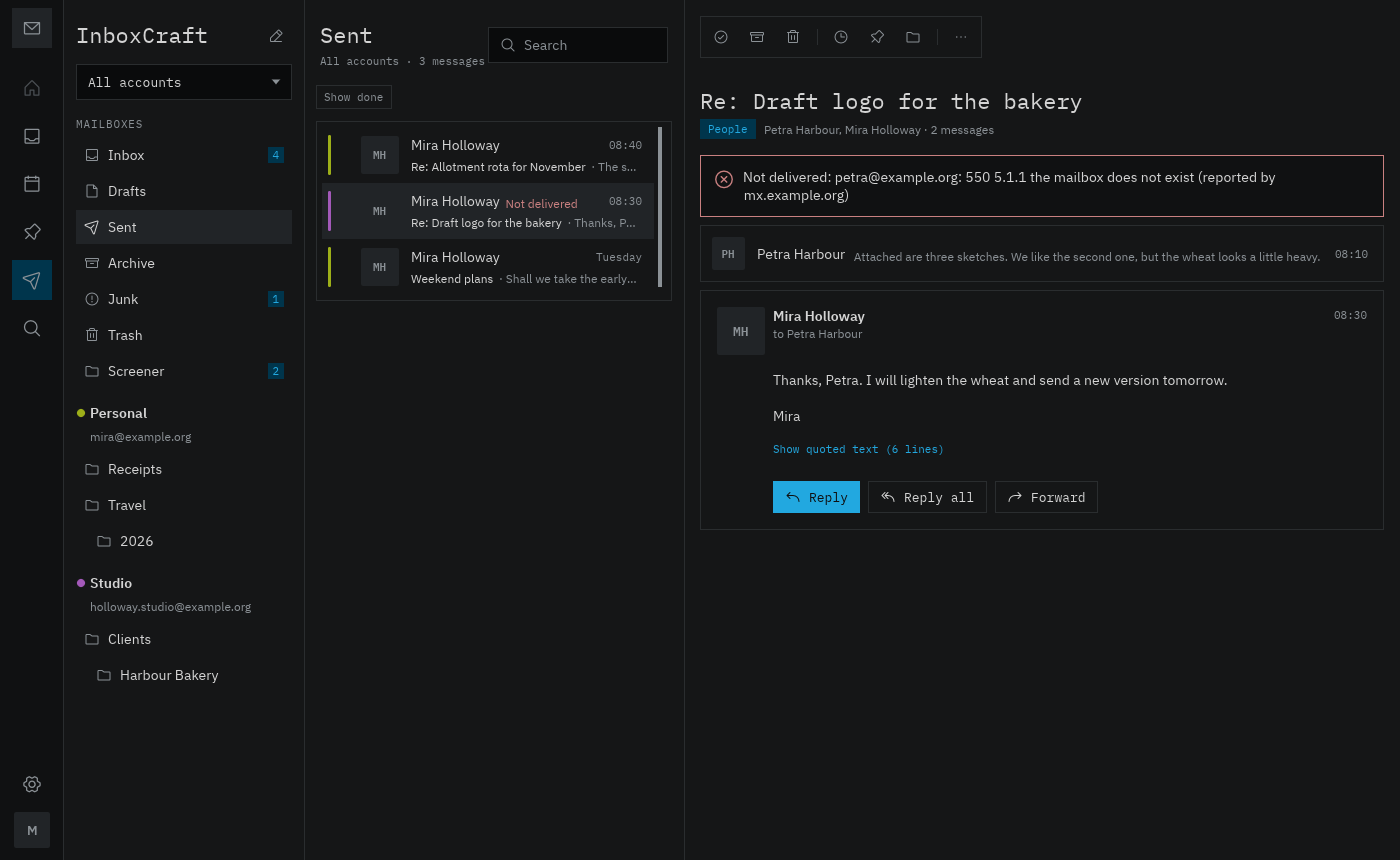 InboxCraft
All accounts
MAILBOXES
Inbox 4
Drafts
Sent
Archive
Junk 1
Trash
Screener 2
Personal
mira@example.org
Receipts
Travel
2026
Studio
holloway.studio@example.org
Clients
Harbour Bakery
M
Sent
All accounts · 3 messages
Search
Show done
MH Mira Holloway 08:40
Re: Allotment rota for November · The s...
MH Mira Holloway Not delivered 08:30
Re: Draft logo for the bakery · Thanks, P...
MH Mira Holloway Tuesday
Weekend plans · Shall we take the early...
Re: Draft logo for the bakery
People Petra Harbour, Mira Holloway · 2 messages
Not delivered: petra@example.org: 550 5.1.1 the mailbox does not exist (reported by
mx.example.org)
PH Petra Harbour Attached are three sketches. We like the second one, but the wheat looks a little heavy. 08:10
MH Mira Holloway 08:30
to Petra Harbour
Thanks, Petra. I will lighten the wheat and send a new version tomorrow.
Mira
Show quoted text (6 lines)
Reply Reply all Forward